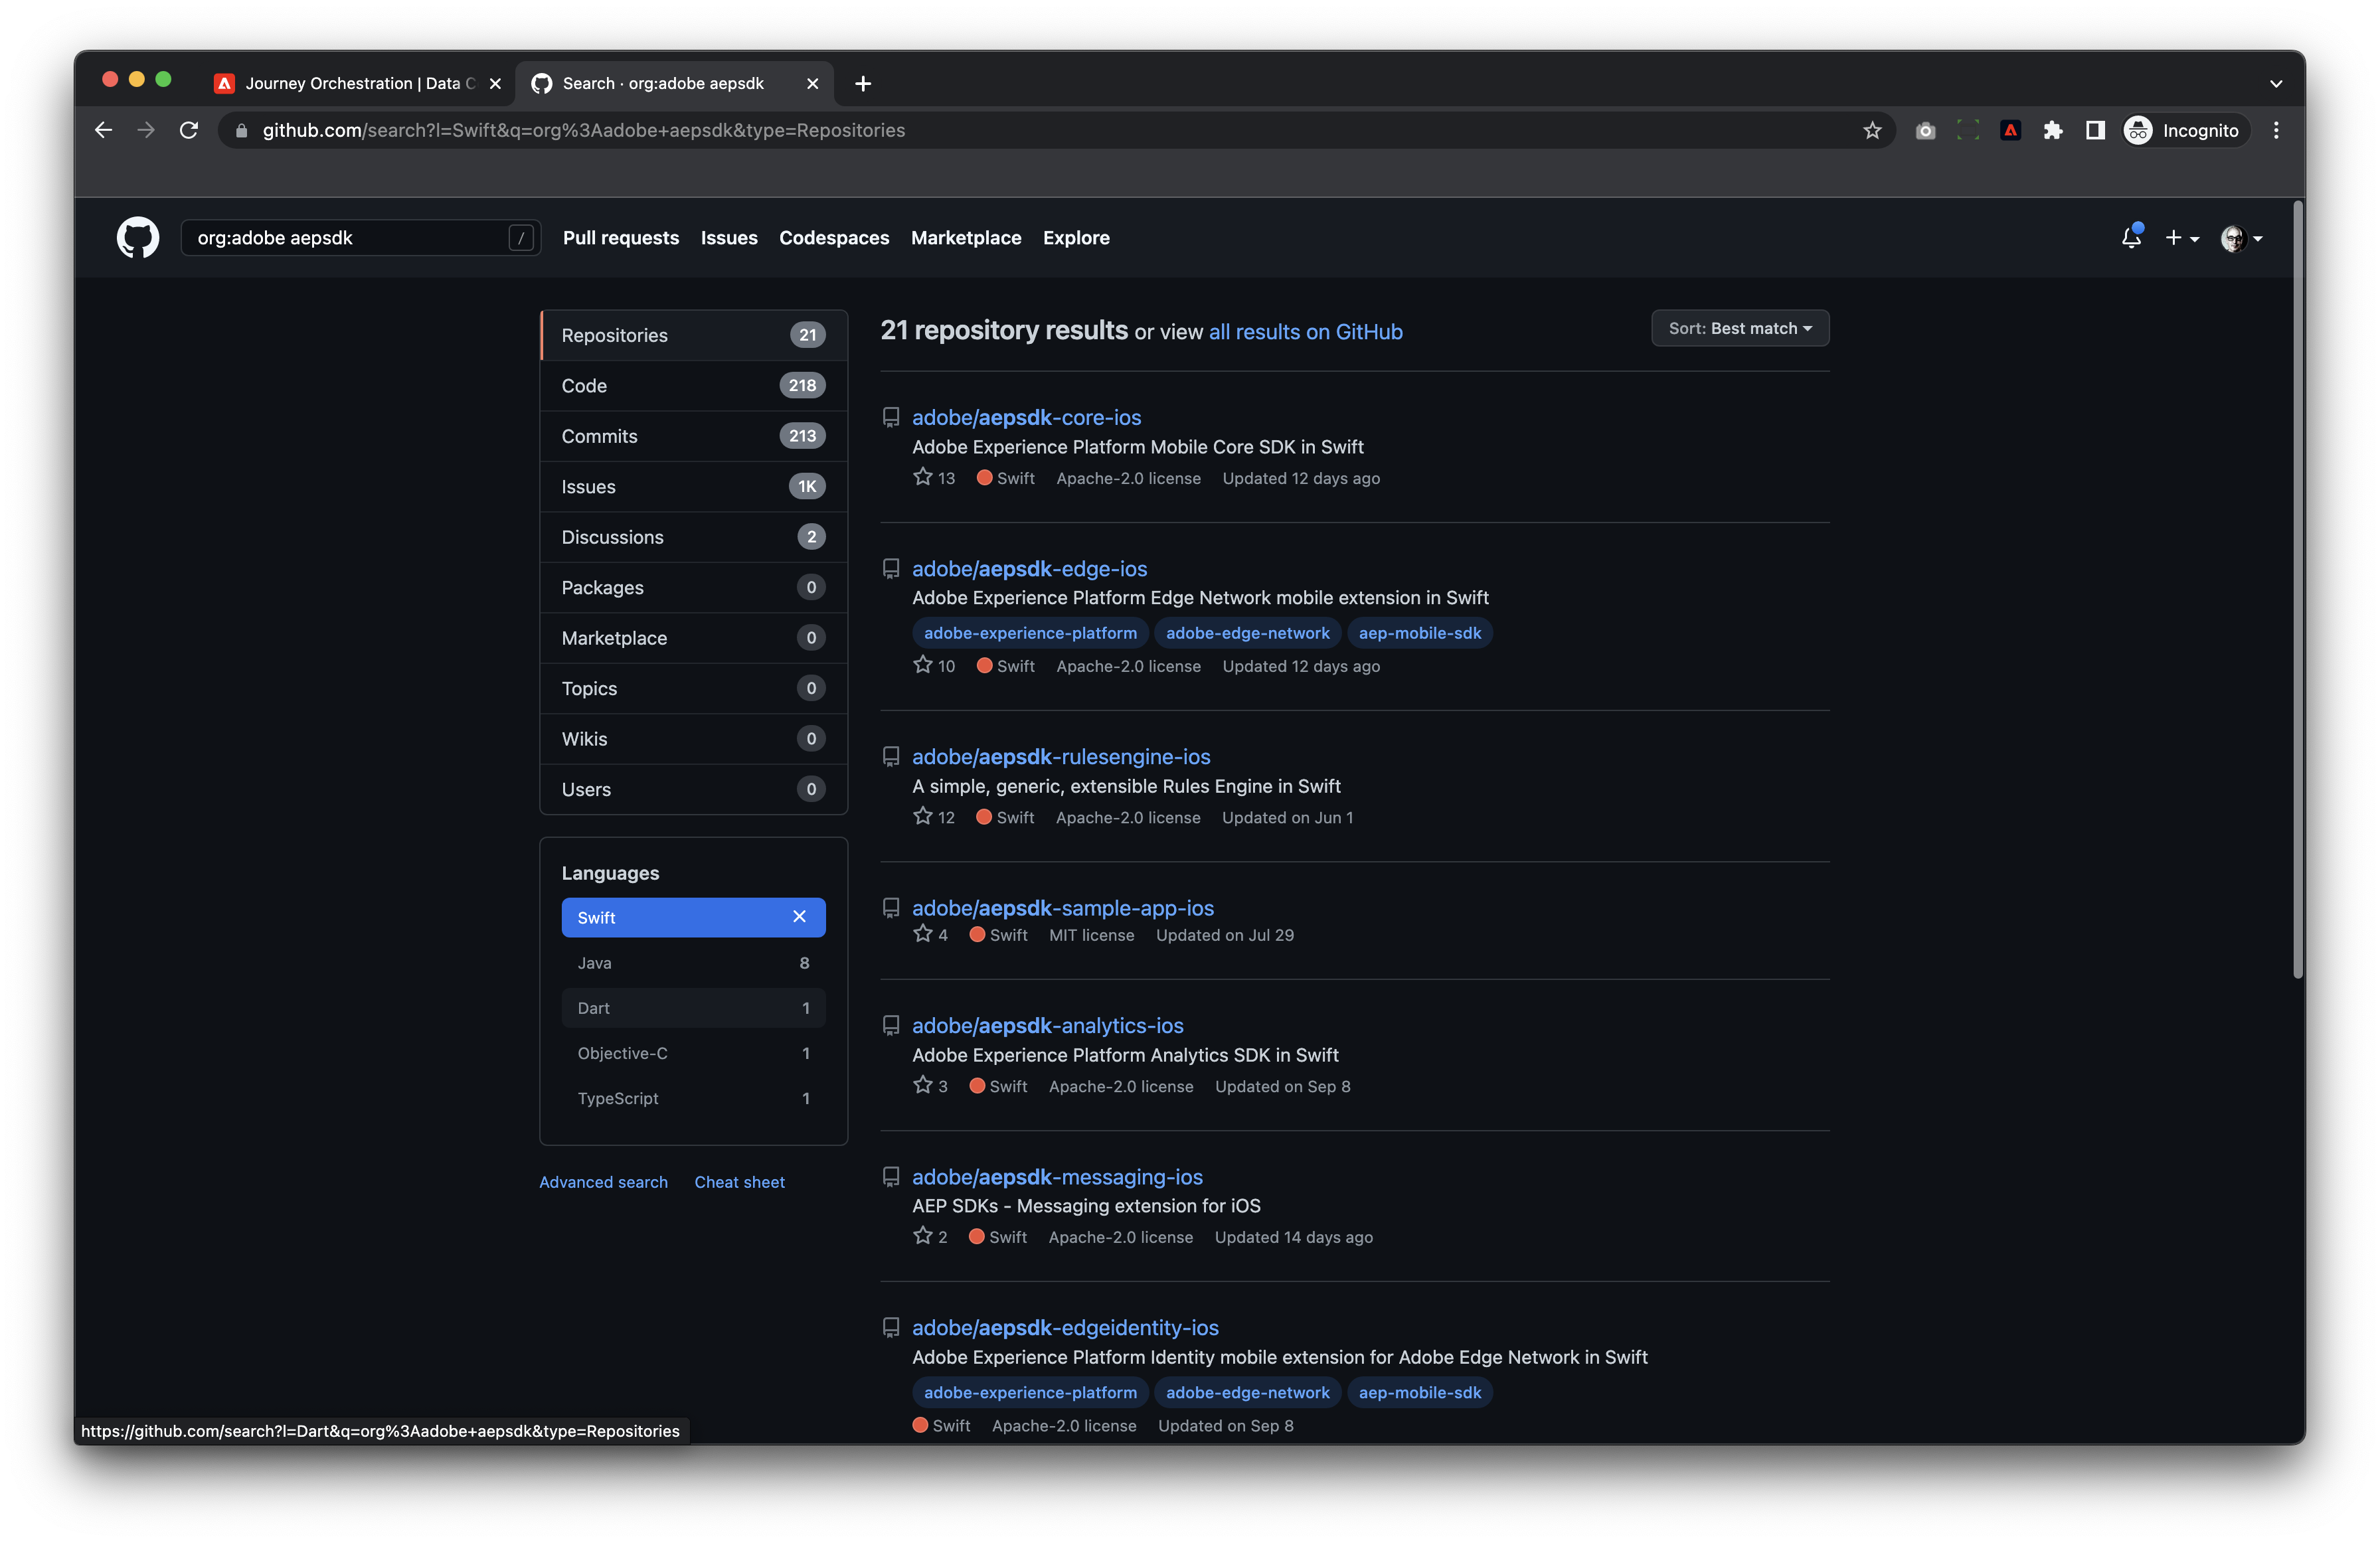 Journey Orchestration | Data C
Search · org:adobe aepsdk
github.com/search?l=Swift&q=org%3Aadobe+aepsdk&type=Repositories
Incognito
org:adobe aepsdk
/
Pull requests
Issues
Codespaces
Marketplace
Explore
Repositories 21
Code 218
Commits 213
Issues 1K
Discussions 2
Packages 0
Marketplace 0
Topics 0
Wikis 0
Users 0
Languages
Swift
Java 8
Dart 1
Objective-C 1
TypeScript 1
Advanced search Cheat sheet
21 repository results or view all results on GitHub
Sort: Best match
adobe/aepsdk-core-ios
Adobe Experience Platform Mobile Core SDK in Swift
13 Swift Apache-2.0 license Updated 12 days ago
adobe/aepsdk-edge-ios
Adobe Experience Platform Edge Network mobile extension in Swift
adobe-experience-platform adobe-edge-network aep-mobile-sdk
10 Swift Apache-2.0 license Updated 12 days ago
adobe/aepsdk-rulesengine-ios
A simple, generic, extensible Rules Engine in Swift
12 Swift Apache-2.0 license Updated on Jun 1
adobe/aepsdk-sample-app-ios
4 Swift MIT license Updated on Jul 29
adobe/aepsdk-analytics-ios
Adobe Experience Platform Analytics SDK in Swift
3 Swift Apache-2.0 license Updated on Sep 8
adobe/aepsdk-messaging-ios
AEP SDKs - Messaging extension for iOS
2 Swift Apache-2.0 license Updated 14 days ago
adobe/aepsdk-edgeidentity-ios
Adobe Experience Platform Identity mobile extension for Adobe Edge Network in Swift
adobe-experience-platform adobe-edge-network aep-mobile-sdk
Swift Apache-2.0 license Updated on Sep 8
https://github.com/search?l=Dart&q=org%3Aadobe+aepsdk&type=Repositories